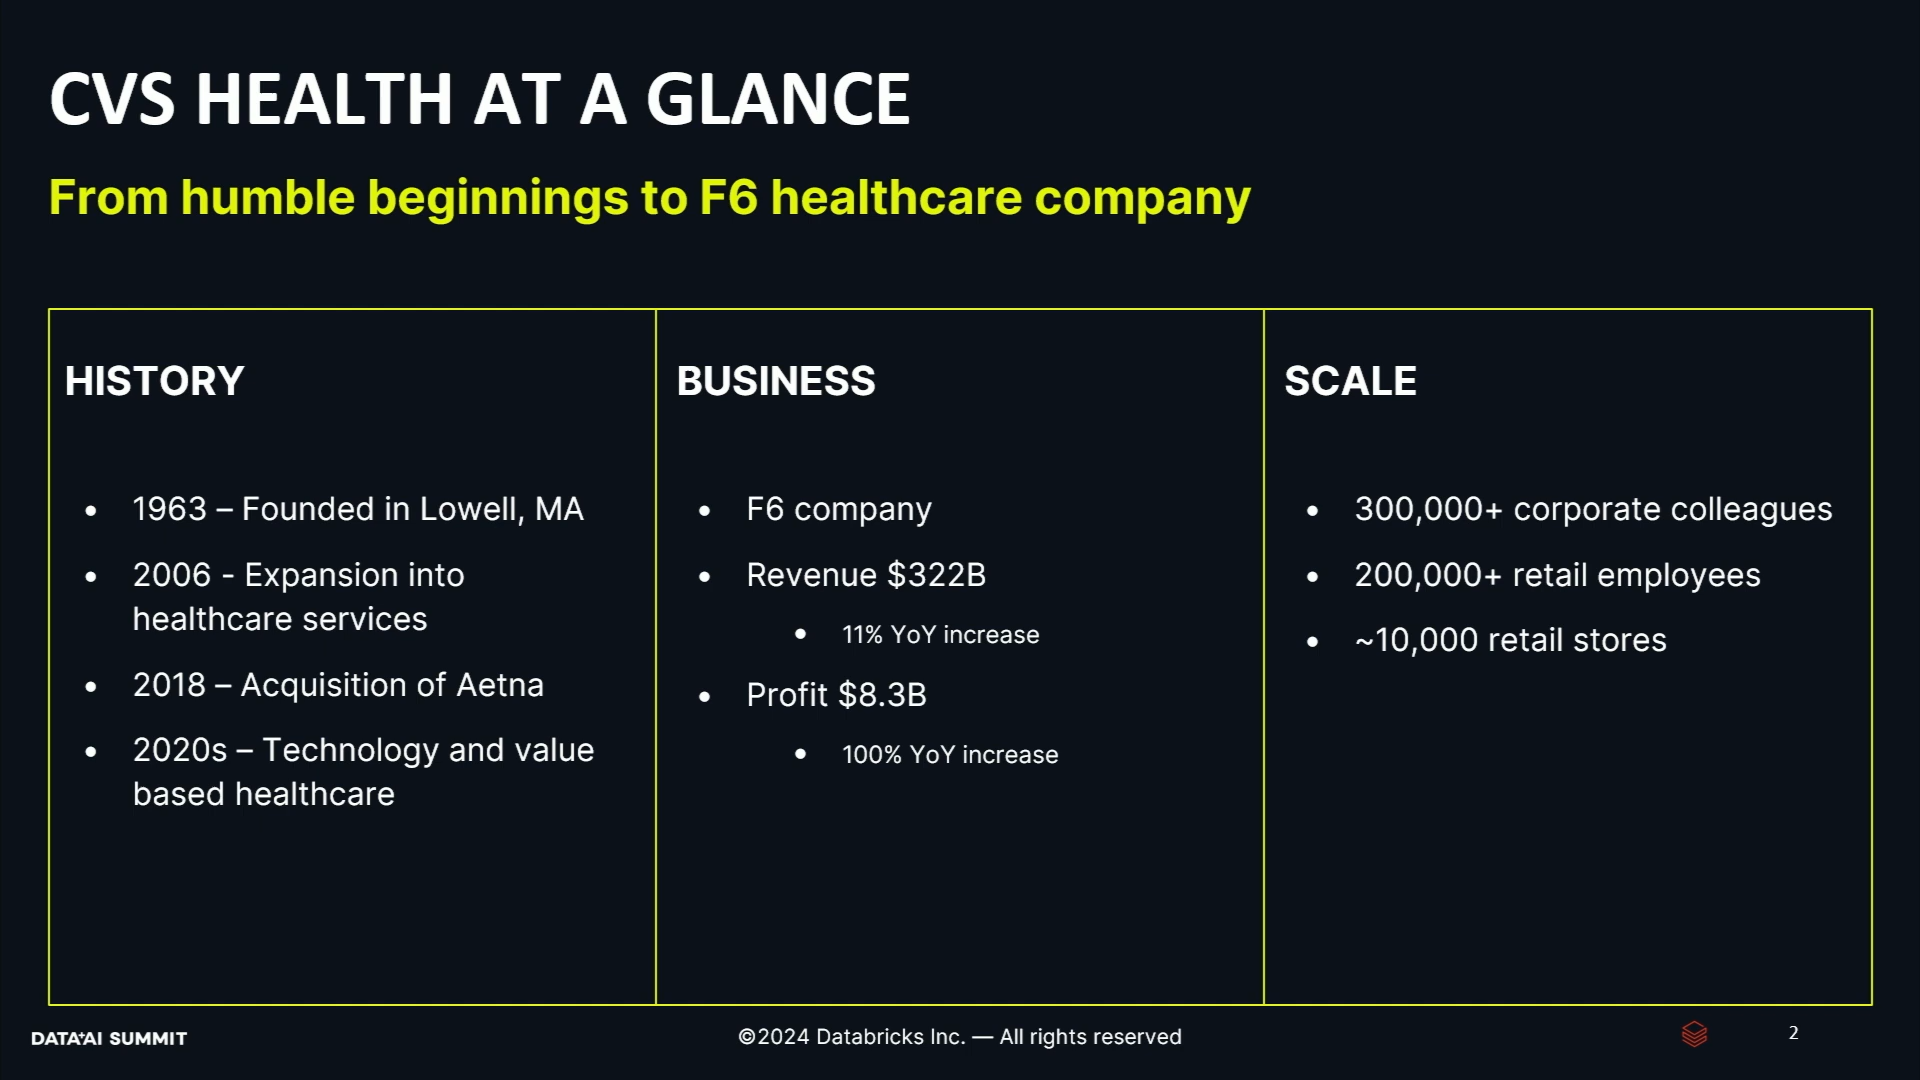 CVS HEALTH AT A GLANCE
From humble beginnings to F6 healthcare company
HISTORY
• 1963 – Founded in Lowell, MA
• 2006 - Expansion into
healthcare services
• 2018 – Acquisition of Aetna
• 2020s – Technology and value
based healthcare
BUSINESS
• F6 company
• Revenue $322B
• 11% YoY increase
• Profit $8.3B
• 100% YoY increase
SCALE
• 300,000+ corporate colleagues
• 200,000+ retail employees
• ~10,000 retail stores
DATA+AI SUMMIT
©2024 Databricks Inc. — All rights reserved
2